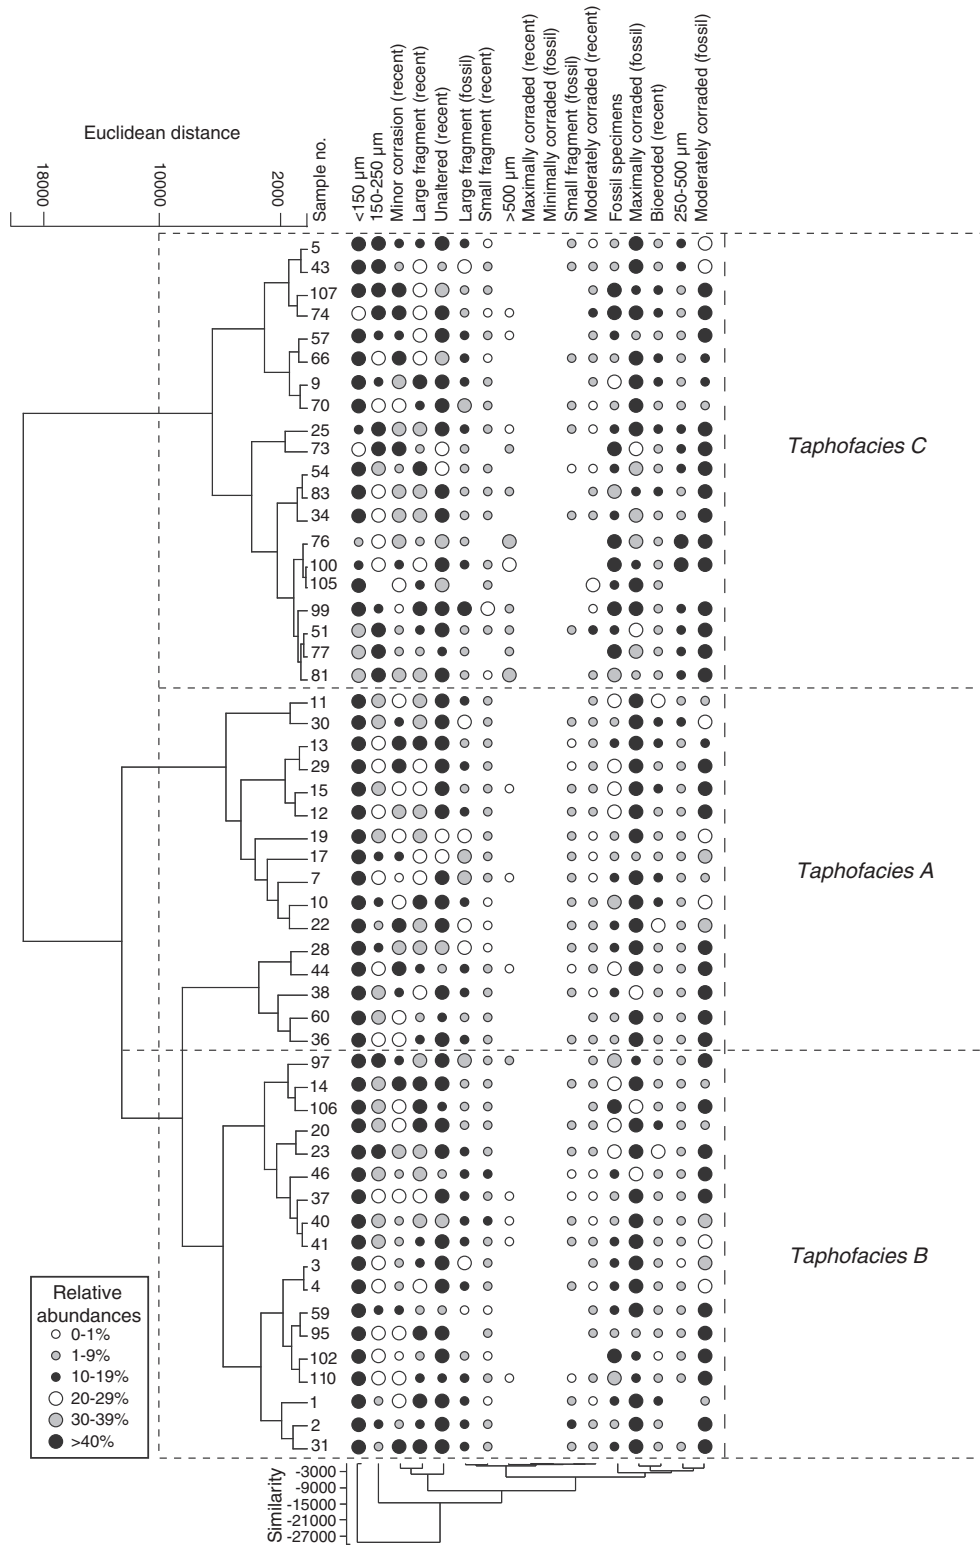 Euclidean distance
18000
10000
2000
Sample no.
<150 µm
150-250 µm
Minor corrasion (recent)
Large fragment (recent)
Unaltered (recent)
Large fragment (fossil)
Small fragment (recent)
>500 µm
Maximally corraded (recent)
Minimally corraded (fossil)
Small fragment (fossil)
Moderately corraded (recent)
Fossil specimens
Maximally corraded (fossil)
Bioeroded (recent)
250-500 µm
Moderately corraded (fossil)
5
43
107
74
57
66
9
70
25
73
54
83
34
76
100
105
99
51
77
81
Taphofacies C
11
30
13
29
15
12
19
17
7
10
22
28
44
38
60
36
Taphofacies A
97
14
106
20
23
46
37
40
41
3
4
59
95
102
110
1
2
31
Taphofacies B
Relative
abundances
0-1%
1-9%
10-19%
20-29%
30-39%
>40%
Similarity
-3000
-9000
-15000
-21000
-27000